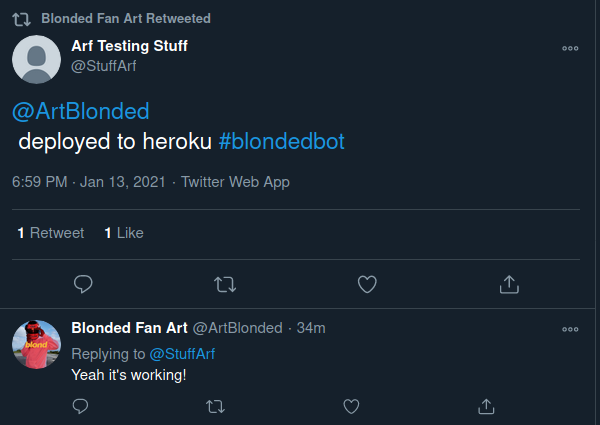 Blonded Fan Art Retweeted
Arf Testing Stuff
@StuffArf
@ArtBlonded
deployed to heroku #blondedbot
6:59 PM · Jan 13, 2021 · Twitter Web App
1 Retweet 1 Like
Blonded Fan Art @ArtBlonded · 34m
blond
Replying to @StuffArf
Yeah it's working!